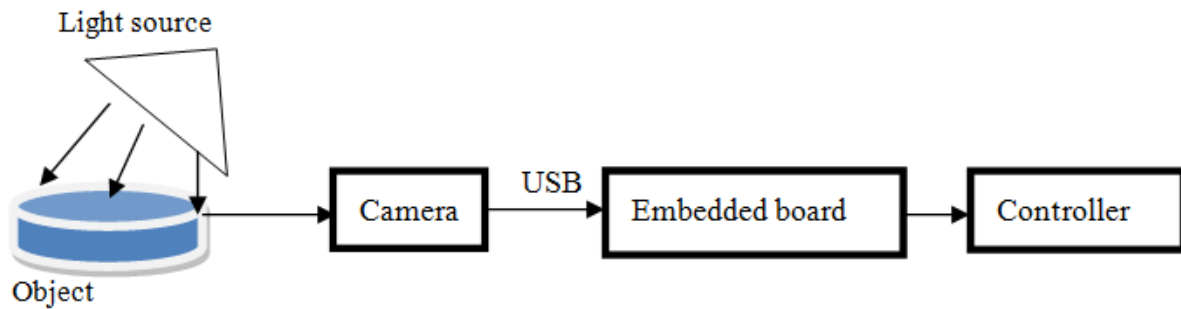 Light source
USB
Camera
Embedded board
Controller
Object